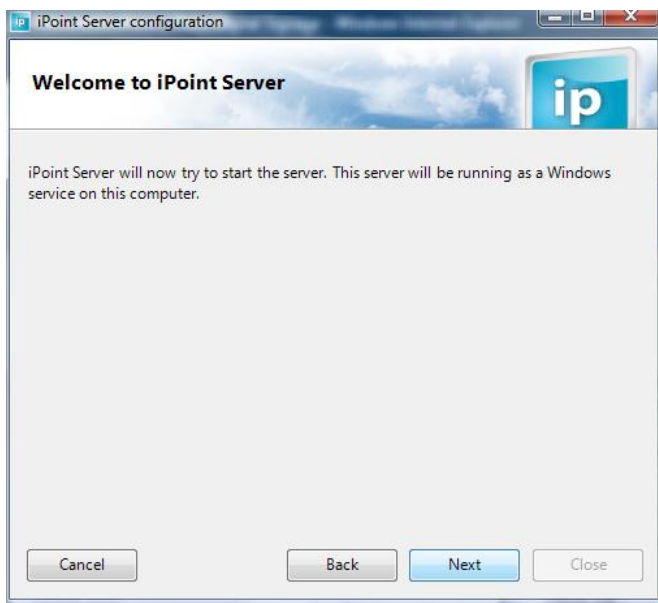 iPoint Server configuration
Welcome to iPoint Server
ip
iPoint Server will now try to start the server. This server will be running as a Windows
service on this computer.
Cancel
Back
Next
Close